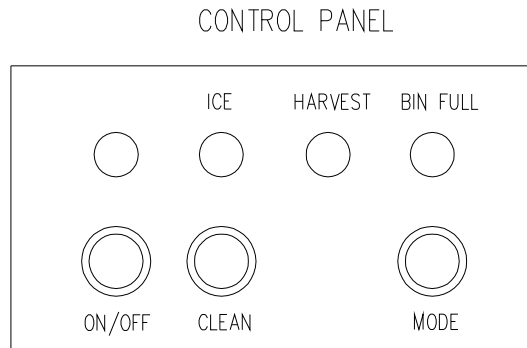 CONTROL PANEL
ICE HARVEST BIN FULL
ON/OFF CLEAN MODE